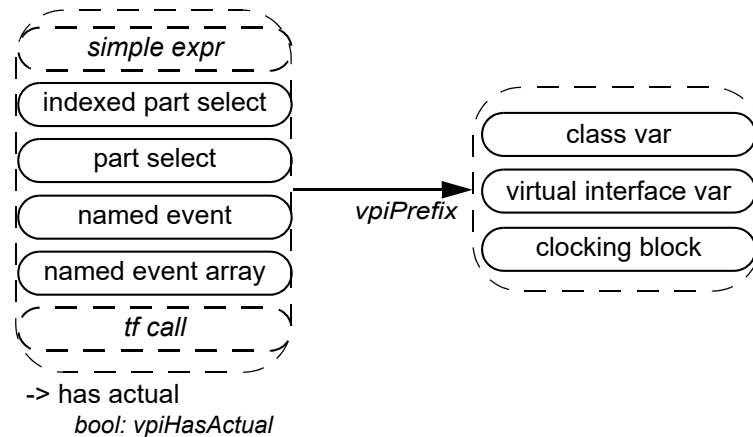 simple expr
indexed part select
part select
named event
named event array
tf call
-> has actual
bool: vpiHasActual
vpiPrefix
class var
virtual interface var
clocking block